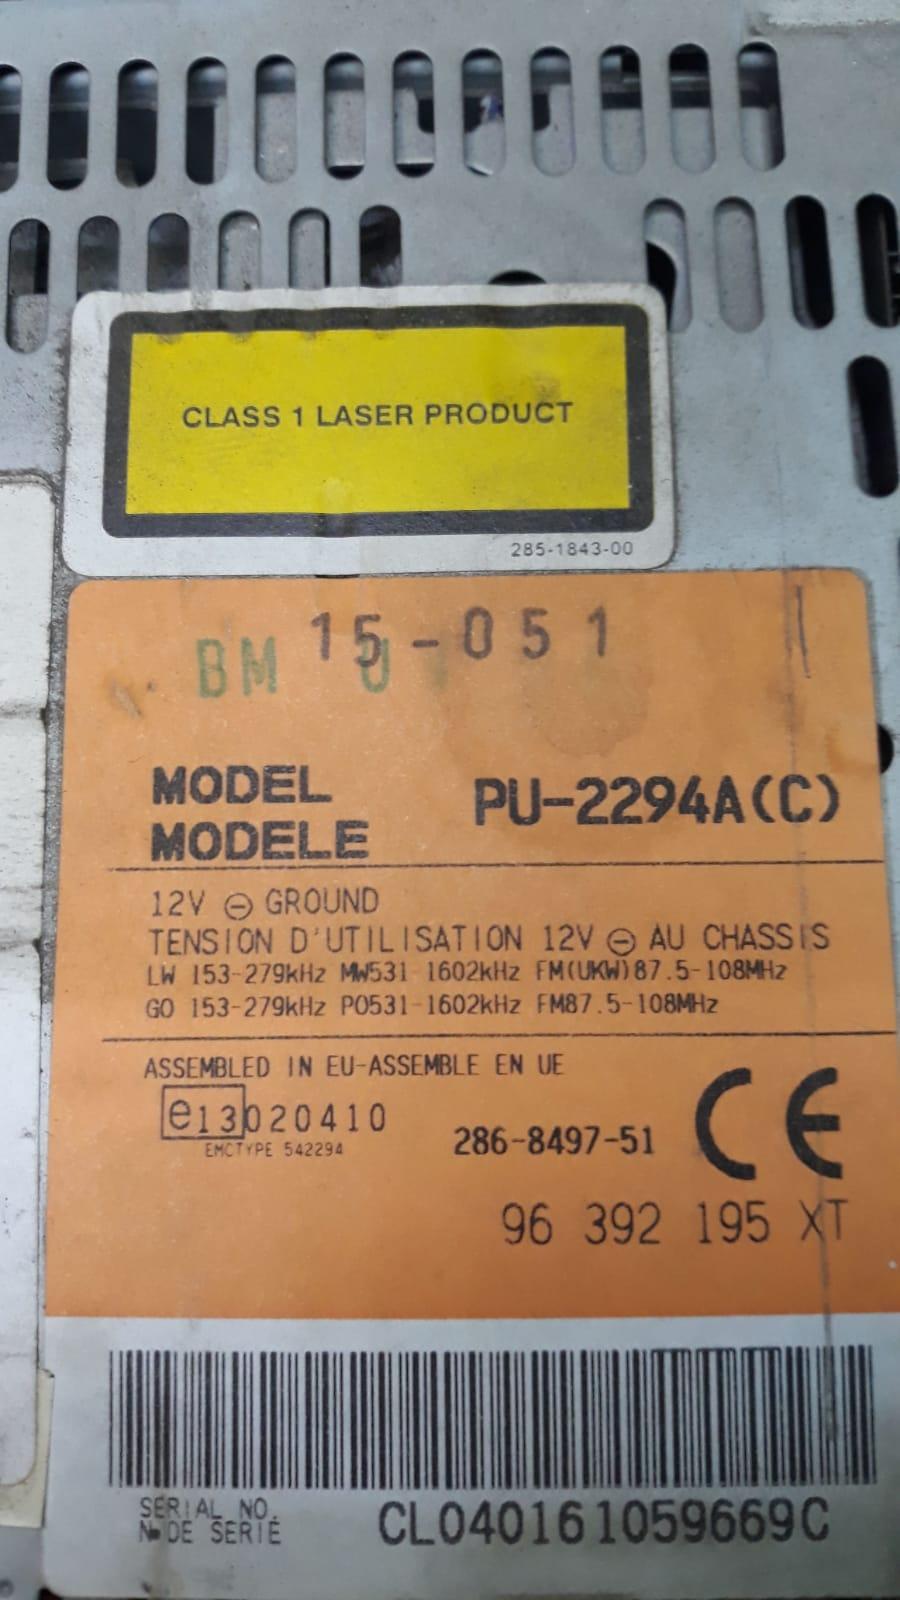 CLASS 1 LASER PRODUCT
285-1843-00
15-051
BM U
MODEL
MODELE
PU-2294A(C)
12V ⊖ GROUND
TENSION D'UTILISATION 12V ⊖ AU CHASSIS
LW 153-279kHz MW531-1602kHz FM(UKW)87.5-108MHz
GO 153-279kHz PO531-1602kHz FM87.5-108MHz
ASSEMBLED IN EU-ASSEMBLE EN UE
e13020410
EMCTYPE 542294
286-8497-51
CE
96 392 195 XT
SERIAL NO.
N° DE SERIE
CL040161059669C